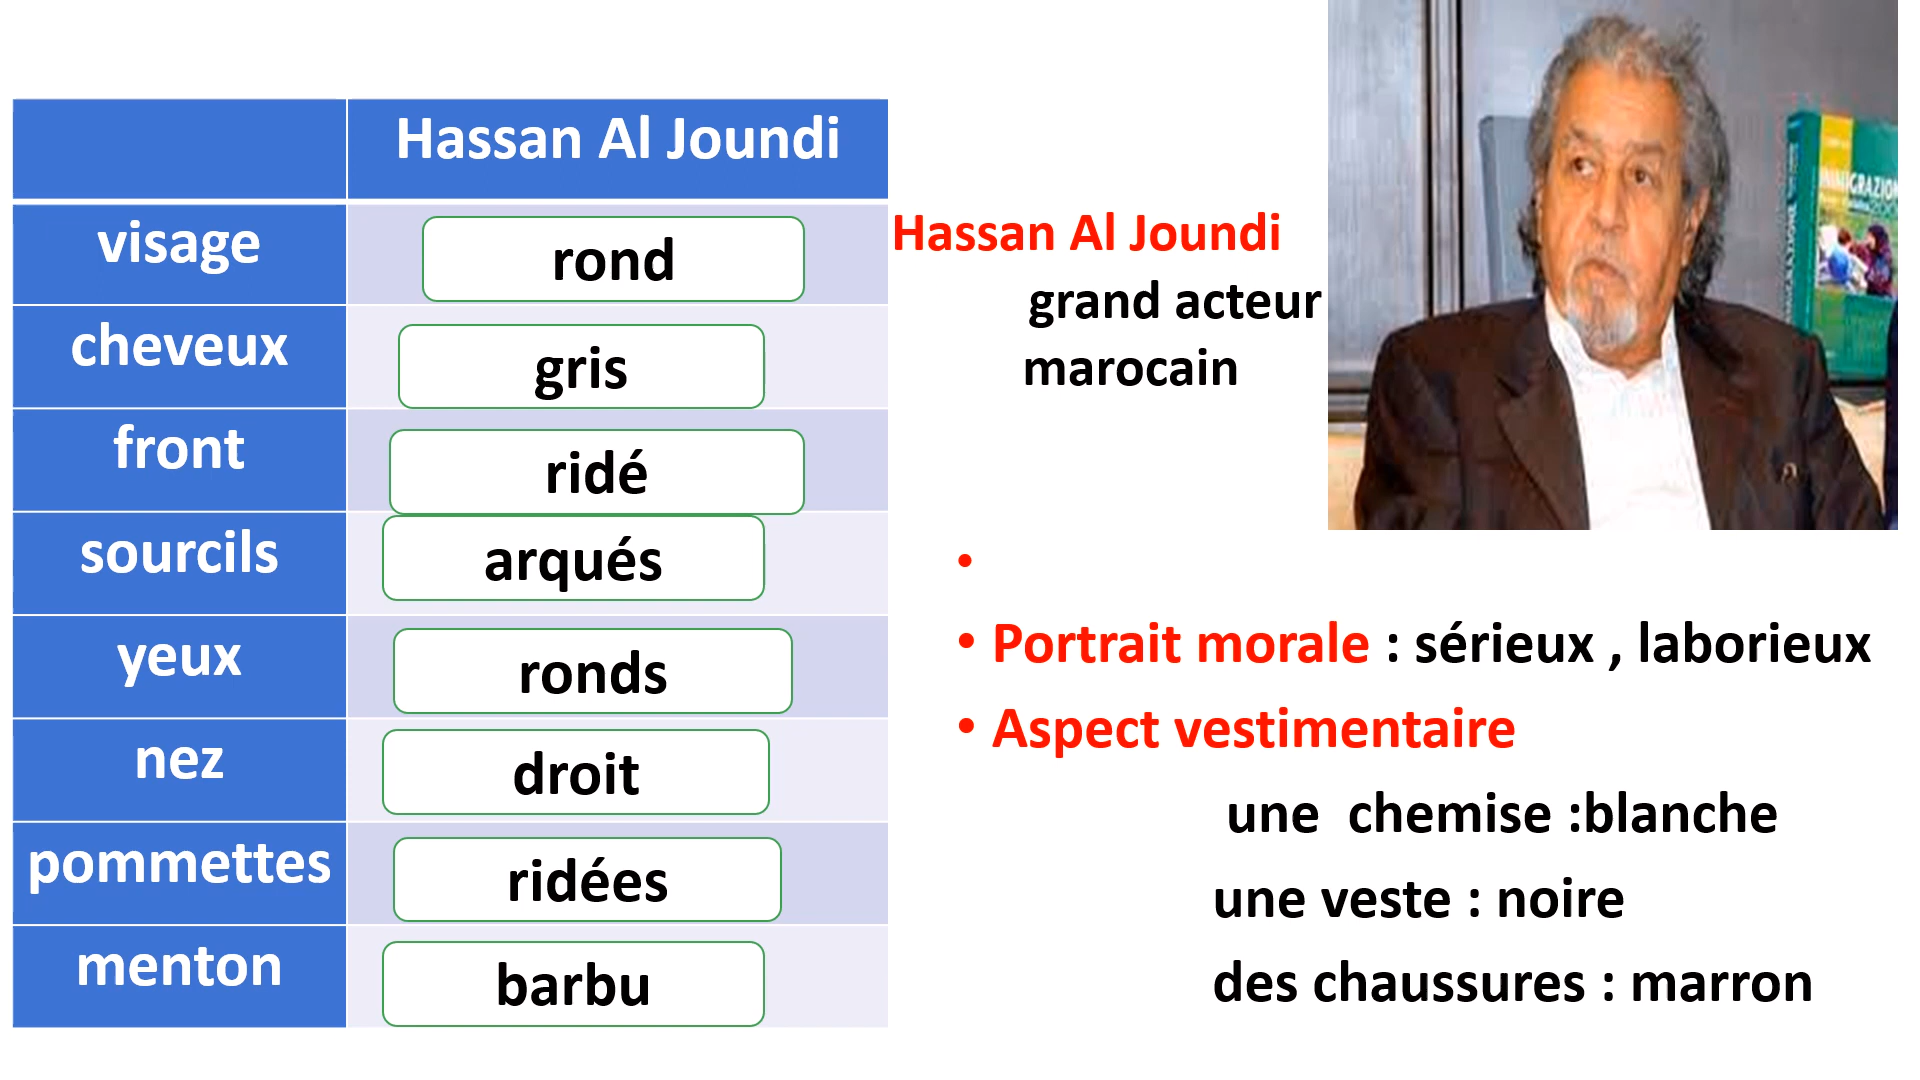 Hassan Al Joundi
visage rond
cheveux gris
front ridé
sourcils arqués
yeux ronds
nez droit
pommettes ridées
menton barbu
Hassan Al Joundi
grand acteur
marocain
• Portrait morale : sérieux , laborieux
• Aspect vestimentaire
une chemise :blanche
une veste : noire
des chaussures : marron